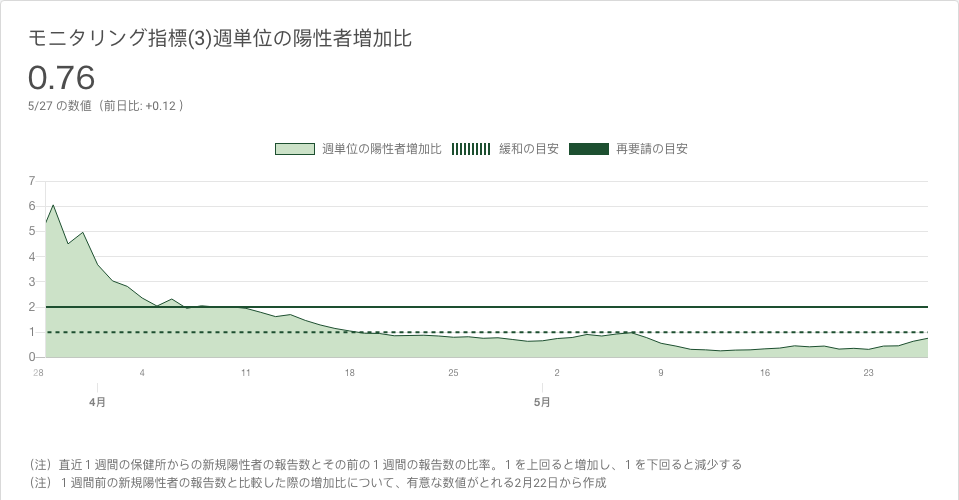 モニタリング指標(3)週単位の陽性者増加比
0.76
5/27 の数値（前日比: +0.12 ）
週単位の陽性者増加比 緩和の目安 再要請の目安
7
6
5
4
3
2
1
0
28 4 11 18 25 2 9 16 23
4月 5月
（注）直近１週間の保健所からの新規陽性者の報告数とその前の１週間の報告数の比率。１を上回ると増加し、１を下回ると減少する
（注）１週間前の新規陽性者の報告数と比較した際の増加比について、有意な数値がとれる2月22日から作成